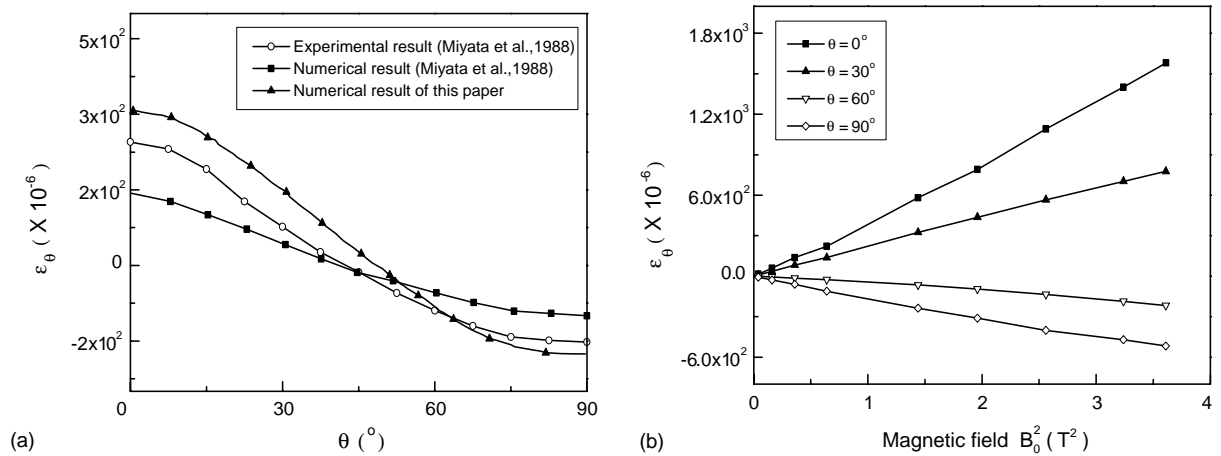 5x10²
3x10²
2x10²
0
-2x10²
ε_θ ( X 10⁻⁶ )
Experimental result (Miyata et al.,1988)
Numerical result (Miyata et al.,1988)
Numerical result of this paper
0
30
60
90
θ (°)
(a)
1.8x10³
1.2x10³
6.0x10²
0.0
-6.0x10²
ε_θ ( X 10⁻⁶ )
θ = 0°
θ = 30°
θ = 60°
θ = 90°
0
1
2
3
4
Magnetic field B₀² ( T² )
(b)